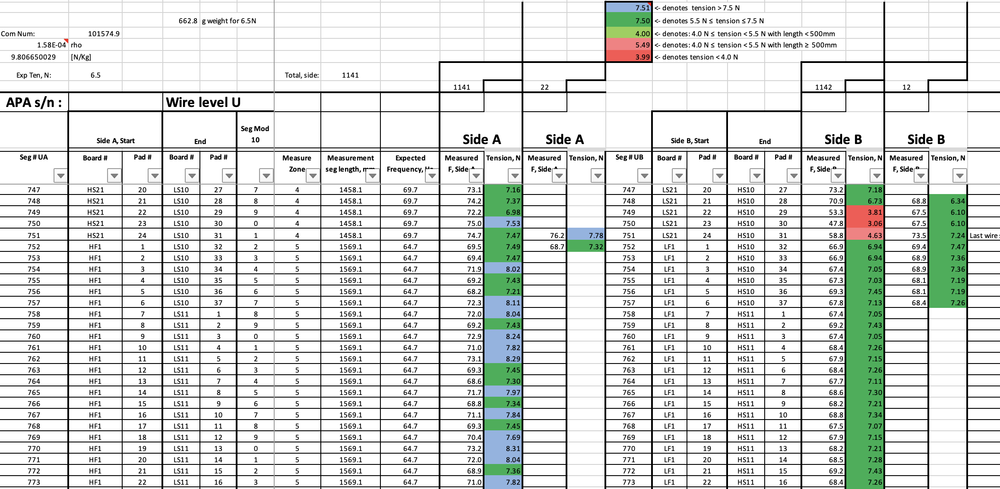 7.51 <- denotes  tension > 7.5 N
662.8 g weight for 6.5N 7.50 <- denotes 5.5 N ≤ tension ≤ 7.5 N
Com Num: 101574.9 4.00 <- denotes: 4.0 N ≤ tension < 5.5 N with length < 500mm
1.58E-04 rho 5.49 <- denotes: 4.0 N ≤ tension < 5.5 N with length ≥ 500mm
9.806650029 [N/Kg] 3.99 <- denotes tension < 4.0 N
Exp Ten, N: 6.5 Total, side: 1141
1141 22 1142 12
APA s/n : Wire level U
Side A, Start End Seg Mod 10 Side A Side A Side B, Start End Side B Side B
Seg # UA Board # Pad # Board # Pad # Measure Zone Measurement seg length, Expected Frequency, Measured F, Side Tension, N Measured F, Side Tension, N Seg # UB Board # Pad # Board # Pad # Measured F, Side Tension, N Measured F, Side Tension, N
747 HS21 20 LS10 27 7 4 1458.1 69.7 73.1 7.16 747 LS21 20 HS10 27 73.2 7.18
748 HS21 21 LS10 28 8 4 1458.1 69.7 74.2 7.37 748 LS21 21 HS10 28 70.9 6.73 68.8 6.34
749 HS21 22 LS10 29 9 4 1458.1 69.7 72.2 6.98 749 LS21 22 HS10 29 53.3 3.81 67.5 6.10
750 HS21 23 LS10 30 0 4 1458.1 69.7 75.0 7.53 750 LS21 23 HS10 30 47.8 3.06 67.5 6.10
751 HS21 24 LS10 31 1 4 1458.1 69.7 74.7 7.47 76.2 7.78 751 LS21 24 HS10 31 58.8 4.63 73.5 7.24 Last wire
752 HF1 1 LS10 32 2 5 1569.1 64.7 69.5 7.49 68.7 7.32 752 LF1 1 HS10 32 66.9 6.94 69.4 7.47
753 HF1 2 LS10 33 3 5 1569.1 64.7 69.4 7.47 753 LF1 2 HS10 33 66.9 6.94 68.9 7.36
754 HF1 3 LS10 34 4 5 1569.1 64.7 71.9 8.02 754 LF1 3 HS10 34 67.4 7.05 68.9 7.36
755 HF1 4 LS10 35 5 5 1569.1 64.7 69.2 7.43 755 LF1 4 HS10 35 67.3 7.03 68.1 7.19
756 HF1 5 LS10 36 6 5 1569.1 64.7 68.2 7.21 756 LF1 5 HS10 36 69.3 7.45 68.1 7.19
757 HF1 6 LS10 37 7 5 1569.1 64.7 72.3 8.11 757 LF1 6 HS10 37 67.8 7.13 68.4 7.26
758 HF1 7 LS11 1 8 5 1569.1 64.7 72.0 8.04 758 LF1 7 HS11 1 67.4 7.05
759 HF1 8 LS11 2 9 5 1569.1 64.7 69.2 7.43 759 LF1 8 HS11 2 69.2 7.43
760 HF1 9 LS11 3 0 5 1569.1 64.7 72.9 8.24 760 LF1 9 HS11 3 67.4 7.05
761 HF1 10 LS11 4 1 5 1569.1 64.7 71.0 7.82 761 LF1 10 HS11 4 68.4 7.26
762 HF1 11 LS11 5 2 5 1569.1 64.7 73.1 8.29 762 LF1 11 HS11 5 67.9 7.15
763 HF1 12 LS11 6 3 5 1569.1 64.7 69.3 7.45 763 LF1 12 HS11 6 68.4 7.26
764 HF1 13 LS11 7 4 5 1569.1 64.7 68.6 7.30 764 LF1 13 HS11 7 67.7 7.11
765 HF1 14 LS11 8 5 5 1569.1 64.7 71.7 7.97 765 LF1 14 HS11 8 68.6 7.30
766 HF1 15 LS11 9 6 5 1569.1 64.7 68.8 7.34 766 LF1 15 HS11 9 68.2 7.21
767 HF1 16 LS11 10 7 5 1569.1 64.7 71.1 7.84 767 LF1 16 HS11 10 68.8 7.34
768 HF1 17 LS11 11 8 5 1569.1 64.7 69.3 7.45 768 LF1 17 HS11 11 67.5 7.07
769 HF1 18 LS11 12 9 5 1569.1 64.7 70.4 7.69 769 LF1 18 HS11 12 67.9 7.15
770 HF1 19 LS11 13 0 5 1569.1 64.7 73.2 8.31 770 LF1 19 HS11 13 68.2 7.21
771 HF1 20 LS11 14 1 5 1569.1 64.7 72.0 8.04 771 LF1 20 HS11 14 68.5 7.28
772 HF1 21 LS11 15 2 5 1569.1 64.7 68.9 7.36 772 LF1 21 HS11 15 69.2 7.43
773 HF1 22 LS11 16 3 5 1569.1 64.7 71.0 7.82 773 LF1 22 HS11 16 68.4 7.26